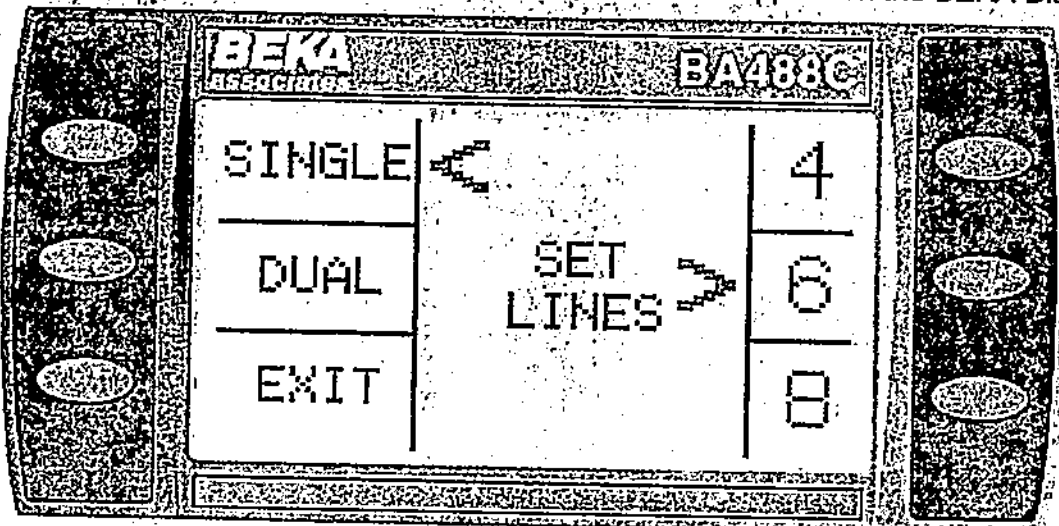 BEKA
associates
BA488C
SINGLE
DUAL
EXIT
SET
LINES
4
6
8